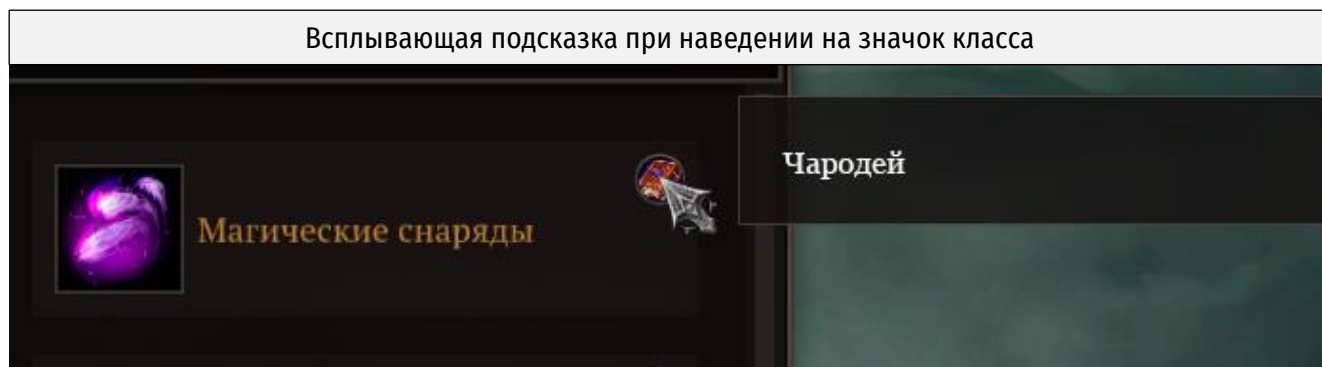 Всплывающая подсказка при наведении на значок класса
Чародей
Магические снаряды